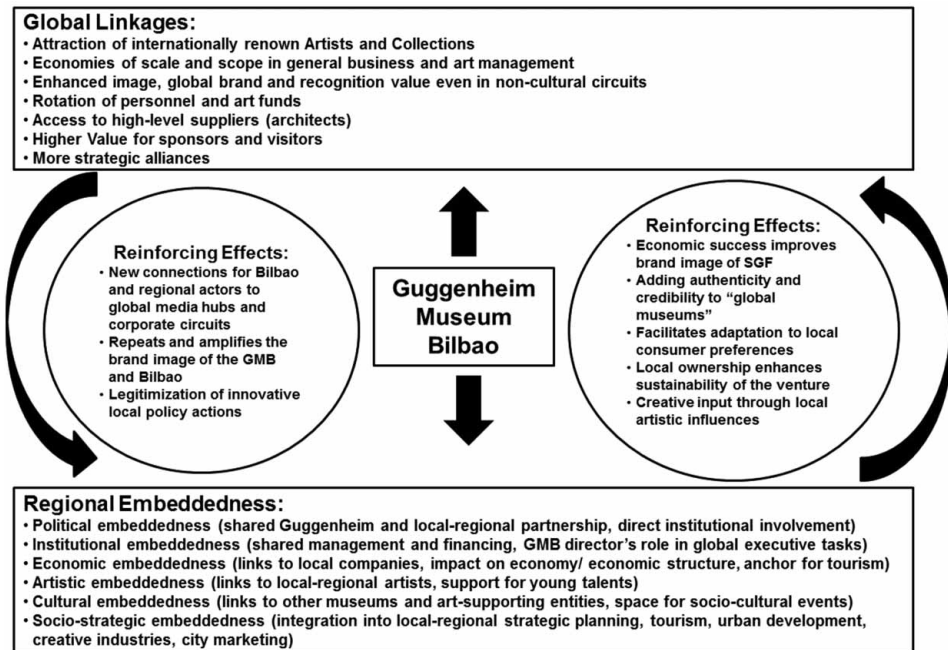 Global Linkages:
• Attraction of internationally renown Artists and Collections
• Economies of scale and scope in general business and art management
• Enhanced image, global brand and recognition value even in non-cultural circuits
• Rotation of personnel and art funds
• Access to high-level suppliers (architects)
• Higher Value for sponsors and visitors
• More strategic alliances
Reinforcing Effects:
• New connections for Bilbao
and regional actors to
global media hubs and
corporate circuits
• Repeats and amplifies the
brand image of the GMB
and Bilbao
• Legitimization of innovative
local policy actions
Guggenheim
Museum
Bilbao
Reinforcing Effects:
• Economic success improves
brand image of SGF
• Adding authenticity and
credibility to “global
museums”
• Facilitates adaptation to local
consumer preferences
• Local ownership enhances
sustainability of the venture
• Creative input through local
artistic influences
Regional Embeddedness:
• Political embeddedness (shared Guggenheim and local-regional partnership, direct institutional involvement)
• Institutional embeddedness (shared management and financing, GMB director’s role in global executive tasks)
• Economic embeddedness (links to local companies, impact on economy/ economic structure, anchor for tourism)
• Artistic embeddedness (links to local-regional artists, support for young talents)
• Cultural embeddedness (links to other museums and art-supporting entities, space for socio-cultural events)
• Socio-strategic embeddedness (integration into local-regional strategic planning, tourism, urban development,
creative industries, city marketing)